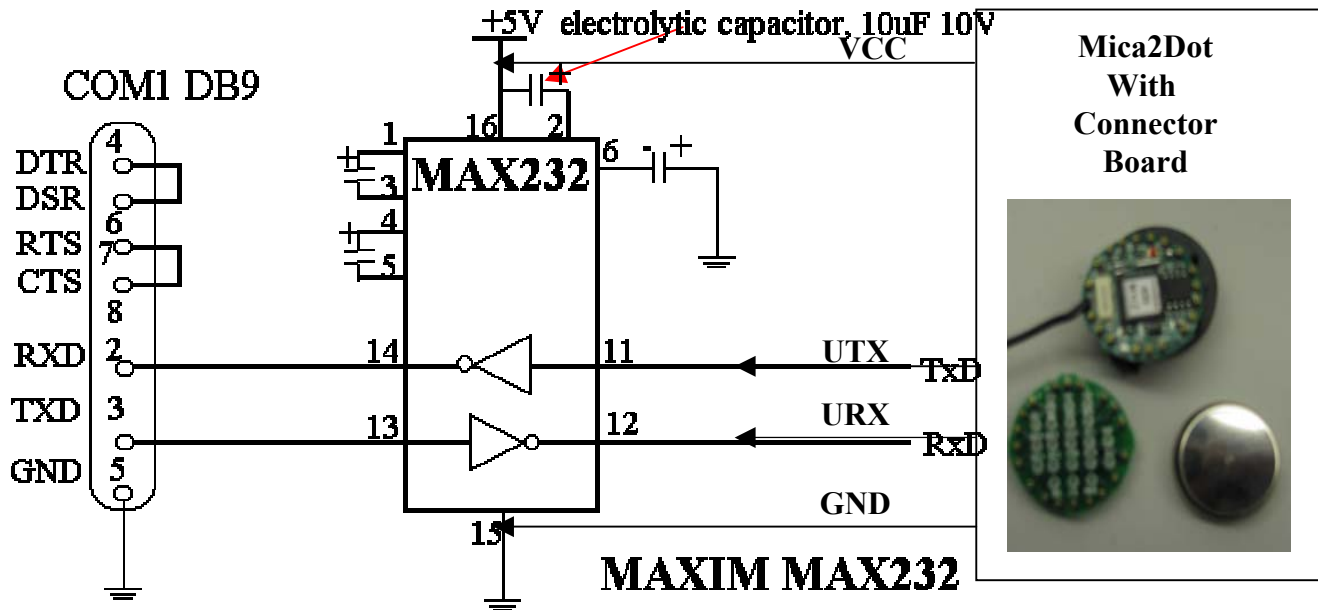 +5V electrolytic capacitor, 10uF 10V
VCC
Mica2Dot
With
Connector
Board
COM1 DB9
+
16
2
1
+
3
MAX232
6
-
+
4
DTR
DSR
6
RTS
7
CTS
8
4
+
5
RXD
2
14
11
UTX
TxD
TXD
3
13
12
URX
RxD
GND
5
15
GND
MAXIM MAX232